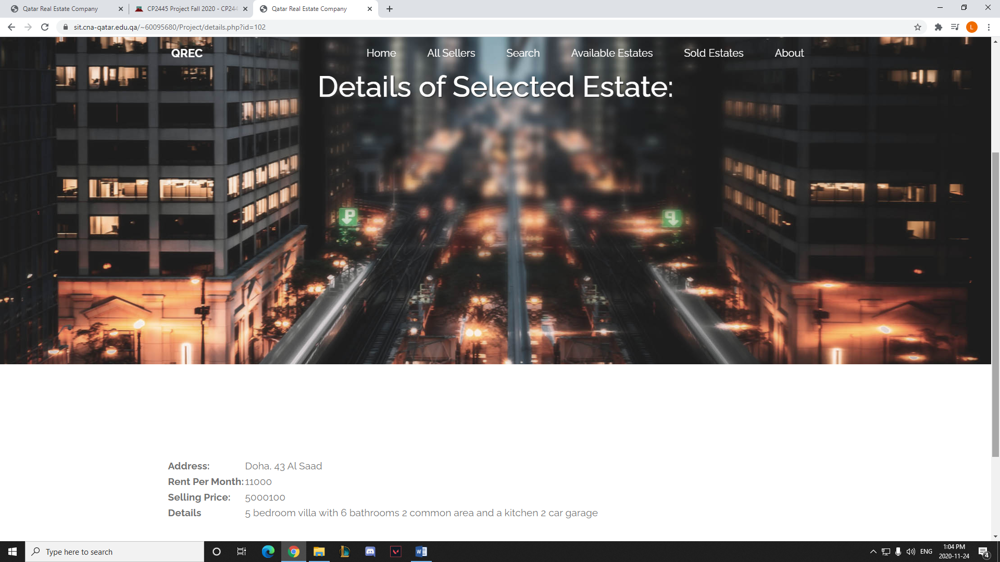 Qatar Real Estate Company
CP2445 Project Fall 2020 - CP244
Qatar Real Estate Company
sit.cna-qatar.edu.qa/~60095680/Project/details.php?id=102
L
QREC
Home
All Sellers
Search
Available Estates
Sold Estates
About
Details of Selected Estate:
P
Address: Doha, 43 Al Saad
Rent Per Month: 11000
Selling Price: 5000100
Details 5 bedroom villa with 6 bathrooms 2 common area and a kitchen 2 car garage
Type here to search
ENG
1:04 PM
2020-11-24
4